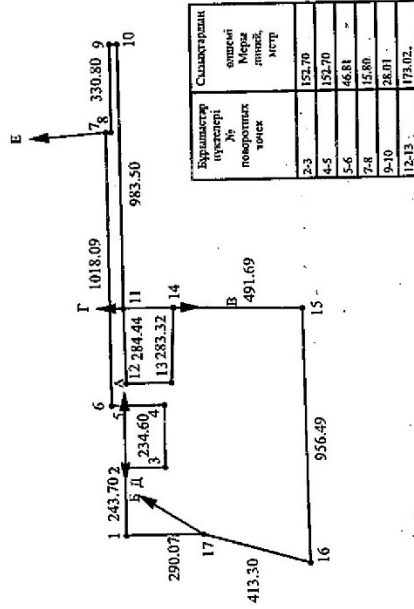 Е
9
10
330.80
7
8
1018.09
983.50
Г
11
14
6
5
А
12
284.44
13
283.32
В
491.69
15
2
3
4
234.60
1
243.70
Д
Б
290.07
17
413.30
16
956.49
Бұрылыстар
нүктелері
№
поворотных
точек
Сызықтардың
өлшемі
Меры
линий,
метр
2-3 152.70
4-5 152.70
5-6 46.81
7-8 15.80
9-10 28.01
12-13 173.02